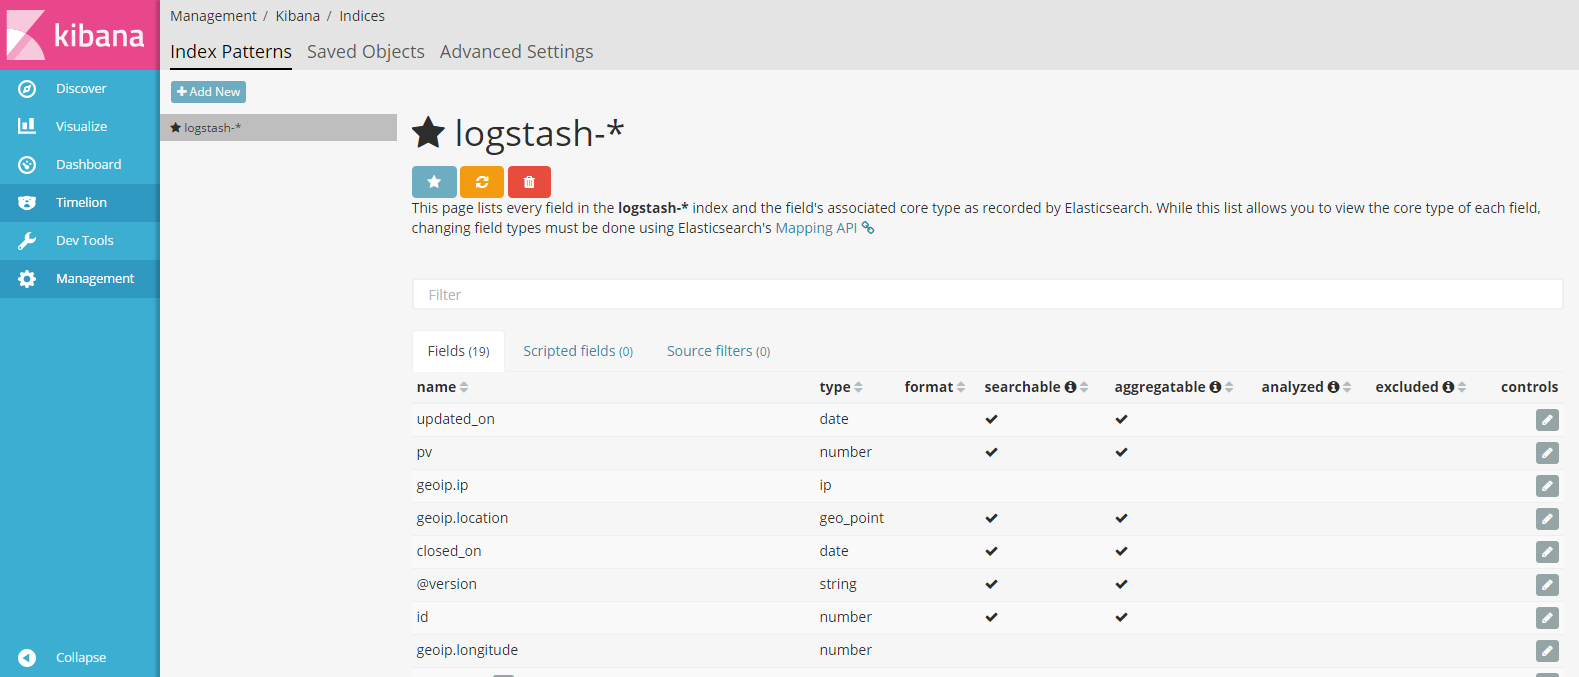 kibana
Discover
Visualize
Dashboard
Timelion
Dev Tools
Management
Collapse
Management / Kibana / Indices
Index Patterns Saved Objects Advanced Settings
Add New
logstash-*
logstash-*
This page lists every field in the logstash-* index and the field's associated core type as recorded by Elasticsearch. While this list allows you to view the core type of each field,
changing field types must be done using Elasticsearch's Mapping API
Filter
Fields (19) Scripted fields (0) Source filters (0)
name type format searchable aggregatable analyzed excluded controls
updated_on date
pv number
geoip.ip ip
geoip.location geo_point
closed_on date
@version string
id number
geoip.longitude number